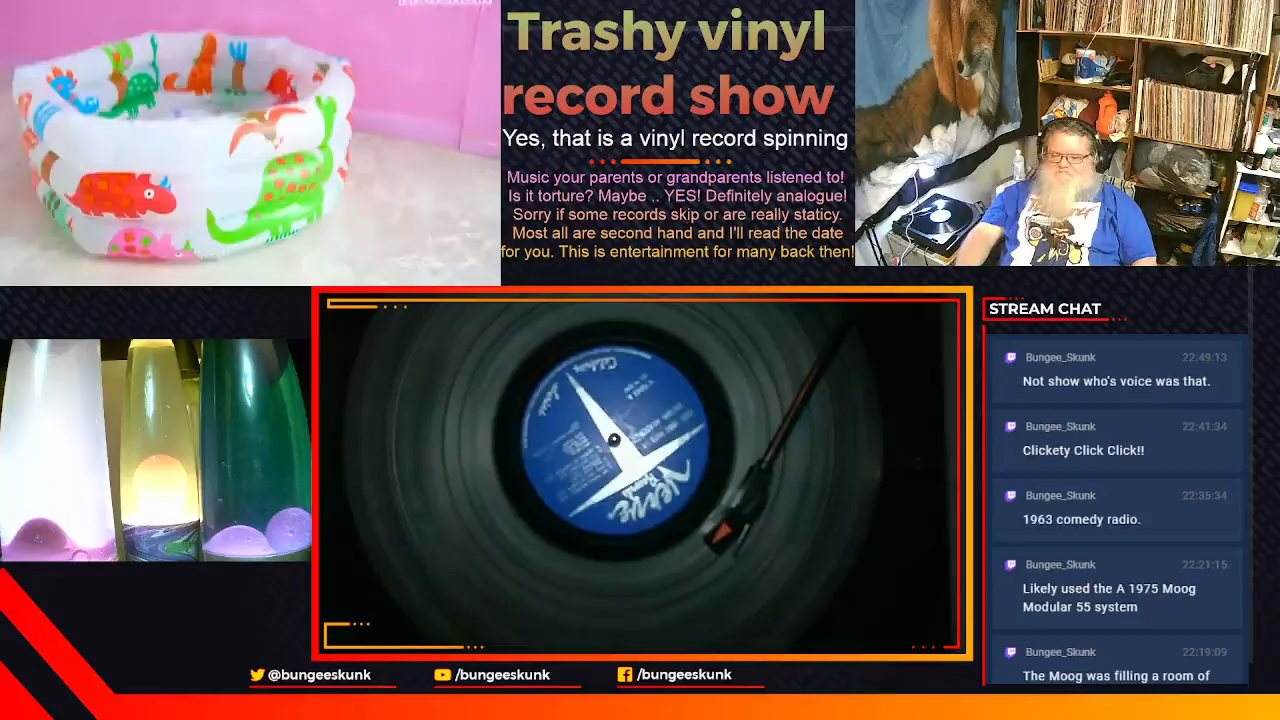 Trashy vinyl
record show
Yes, that is a vinyl record spinning
Music your parents or grandparents listened to!
Is it torture? Maybe .. YES! Definitely analogue!
Sorry if some records skip or are really staticy.
Most all are second hand and I'll read the date
for you. This is entertainment for many back then!
STREAM CHAT
Bungee_Skunk 22:49:13
Not show who's voice was that.
Bungee_Skunk 22:41:34
Clickety Click Click!!
Bungee_Skunk 22:35:34
1963 comedy radio.
Bungee_Skunk 22:21:15
Likely used the A 1975 Moog
Modular 55 system
Bungee_Skunk 22:19:09
The Moog was filling a room of
Verve
@bungeeskunk
/bungeeskunk
/bungeeskunk